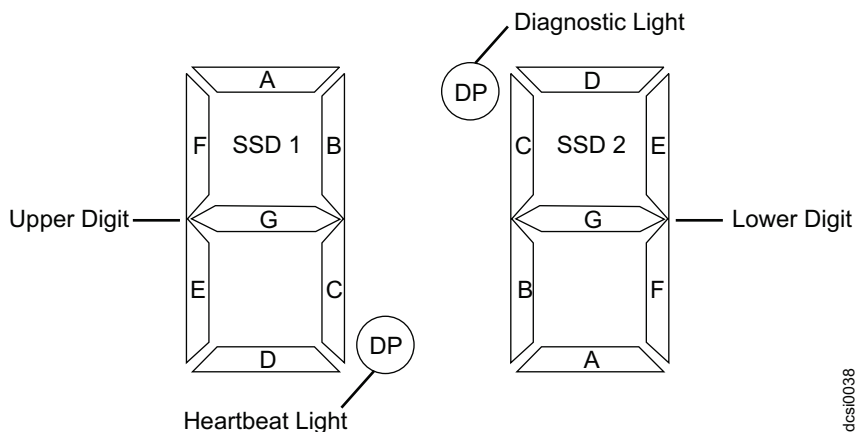 Diagnostic Light
A
DP
D
F
SSD 1
B
C
SSD 2
E
Upper Digit
G
G
Lower Digit
E
C
B
F
DP
D
A
Heartbeat Light
dcsi0038